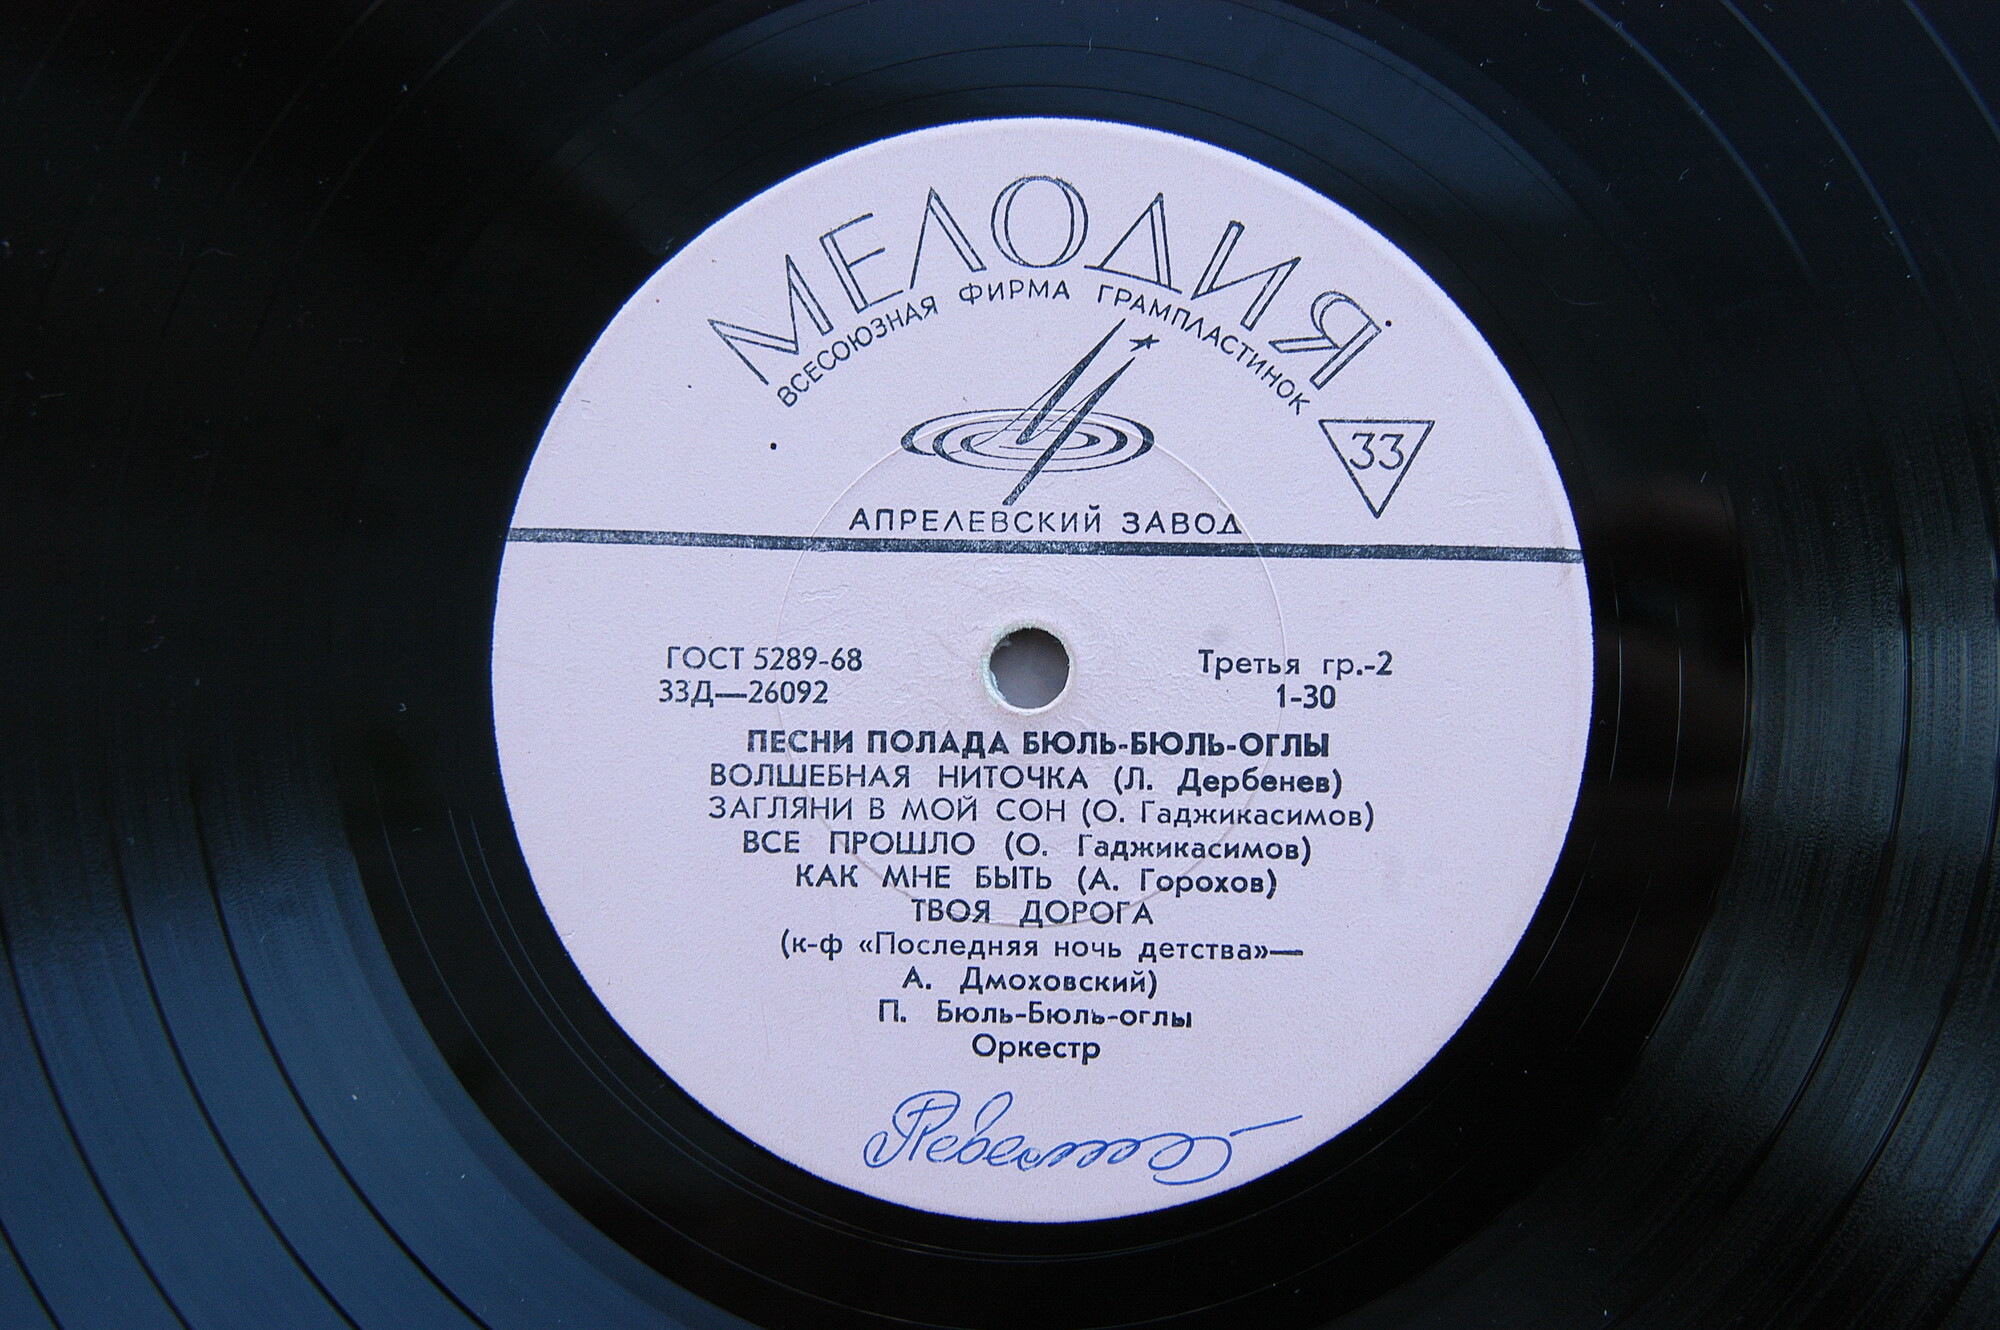 МЕЛОДИЯ
ВСЕСОЮЗНАЯ ФИРМА ГРАМПЛАСТИНОК
33
АПРЕЛЕВСКИЙ ЗАВОД
ГОСТ 5289-68
Третья гр.-2
33Д—26092
1-30
ПЕСНИ ПОЛАДА БЮЛЬ-БЮЛЬ-ОГЛЫ
ВОЛШЕБНАЯ НИТОЧКА (Л. Дербенев)
ЗАГЛЯНИ В МОЙ СОН (О. Гаджикасимов)
ВСЕ ПРОШЛО (О. Гаджикасимов)
КАК МНЕ БЫТЬ (А. Горохов)
ТВОЯ ДОРОГА
(к-ф «Последняя ночь детства»—
А. Дмоховский)
П. Бюль-Бюль-оглы
Оркестр